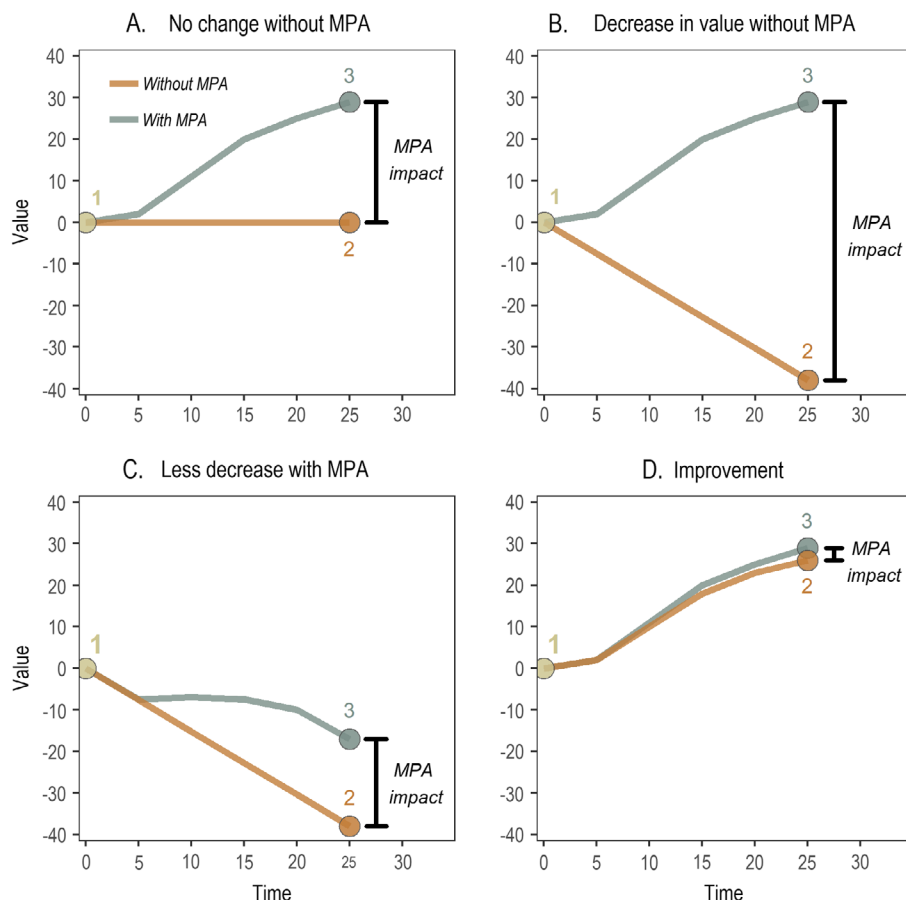 A. No change without MPA
B. Decrease in value without MPA
40
30
20
10
0
-10
-20
-30
-40
Value
Without MPA
With MPA
1
3
2
MPA
impact
0 5 10 15 20 25 30
40
30
20
10
0
-10
-20
-30
-40
1
3
2
MPA
impact
0 5 10 15 20 25 30
C. Less decrease with MPA
D. Improvement
40
30
20
10
0
-10
-20
-30
-40
Value
1
3
2
MPA
impact
0 5 10 15 20 25 30
Time
40
30
20
10
0
-10
-20
-30
-40
1
3
2
MPA
impact
0 5 10 15 20 25 30
Time